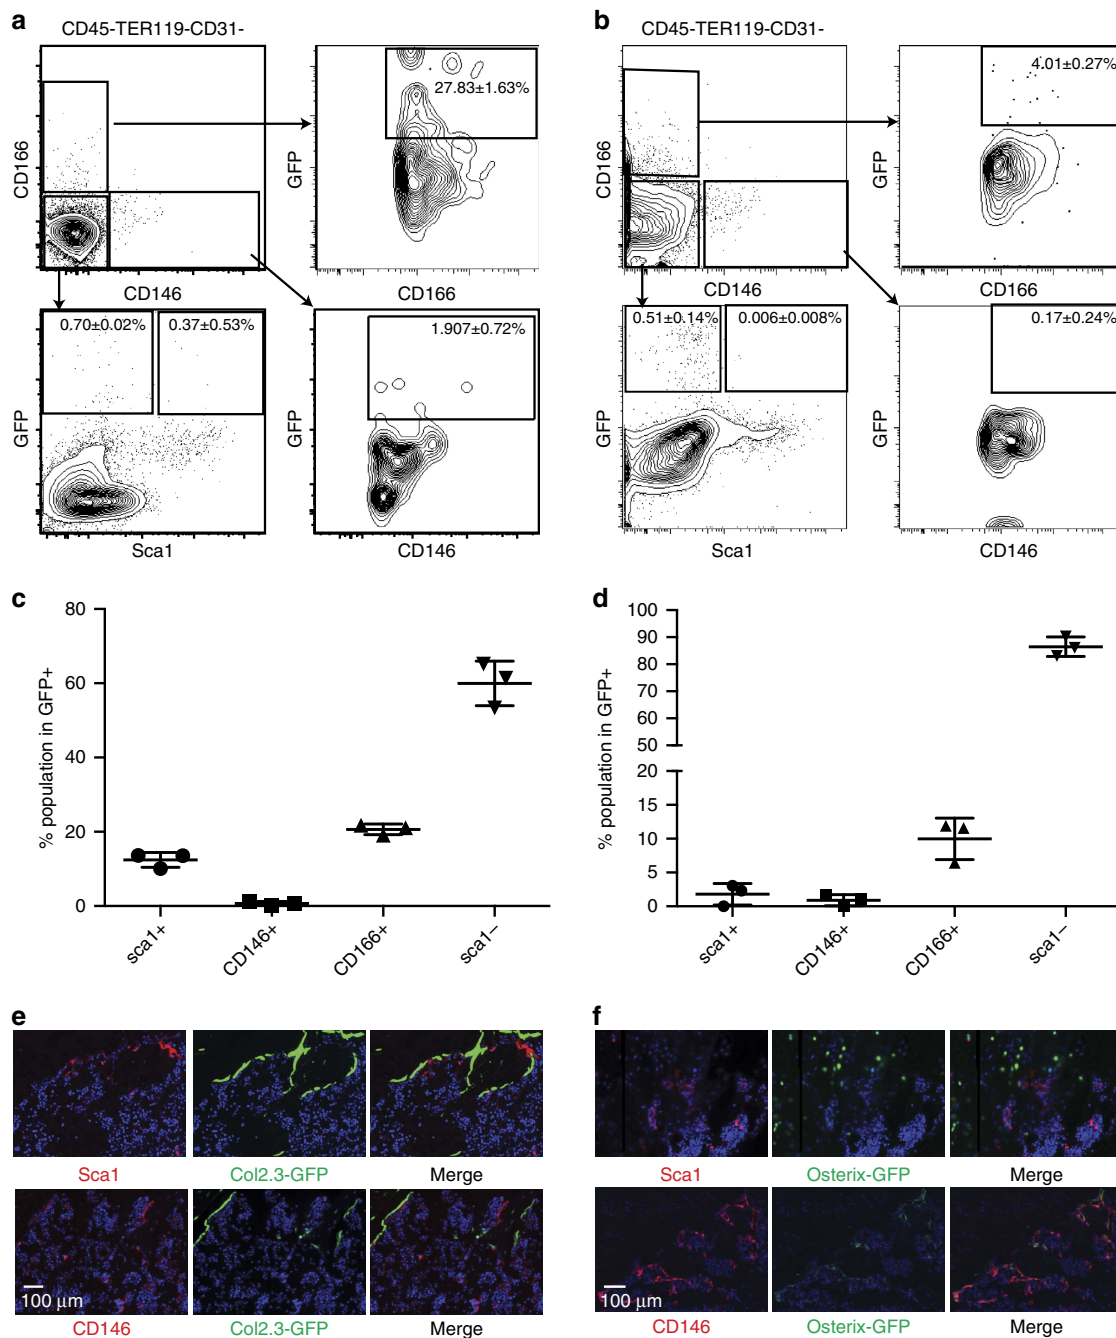 a
CD45-TER119-CD31-
CD166
CD146
GFP
27.83±1.63%
CD166
GFP
0.70±0.02%
0.37±0.53%
Sca1
1.907±0.72%
GFP
CD146
b
CD45-TER119-CD31-
CD166
CD146
GFP
4.01±0.27%
CD166
GFP
0.51±0.14%
0.006±0.008%
Sca1
0.17±0.24%
GFP
CD146
c
% population in GFP+
80
60
40
20
0
sca1+
CD146+
CD166+
sca1–
d
% population in GFP+
100
90
80
70
60
50
20
15
10
5
0
sca1+
CD146+
CD166+
sca1–
e
Sca1
Col2.3-GFP
Merge
100 µm
CD146
Col2.3-GFP
Merge
f
Sca1
Osterix-GFP
Merge
100 µm
CD146
Osterix-GFP
Merge